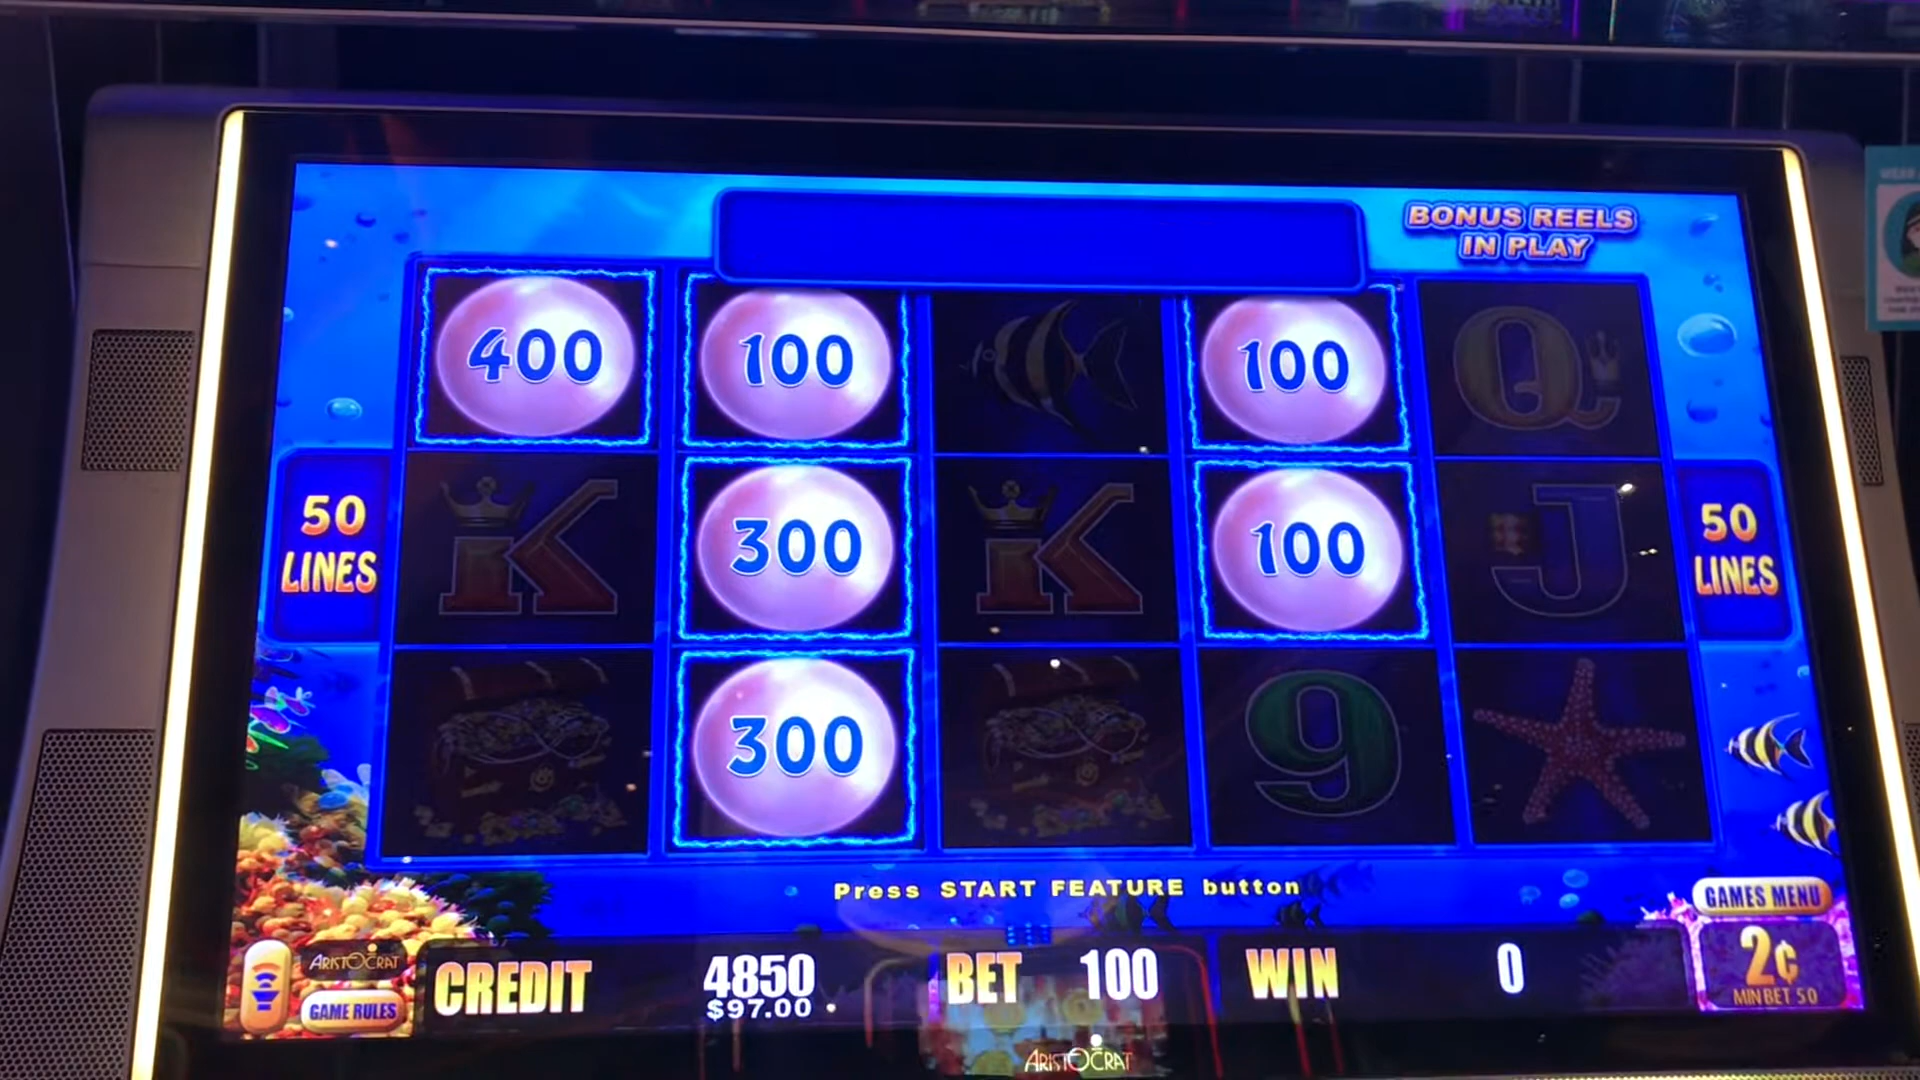 BONUS REELS
IN PLAY
400
100
100
Q
50
LINES
K
300
K
100
J
50
LINES
300
9
Press START FEATURE button
GAMES MENU
ARISTOCRAT
GAME RULES
CREDIT
4850
$97.00
BET 100
WIN 0
2¢
MIN BET 50
ARISTOCRAT